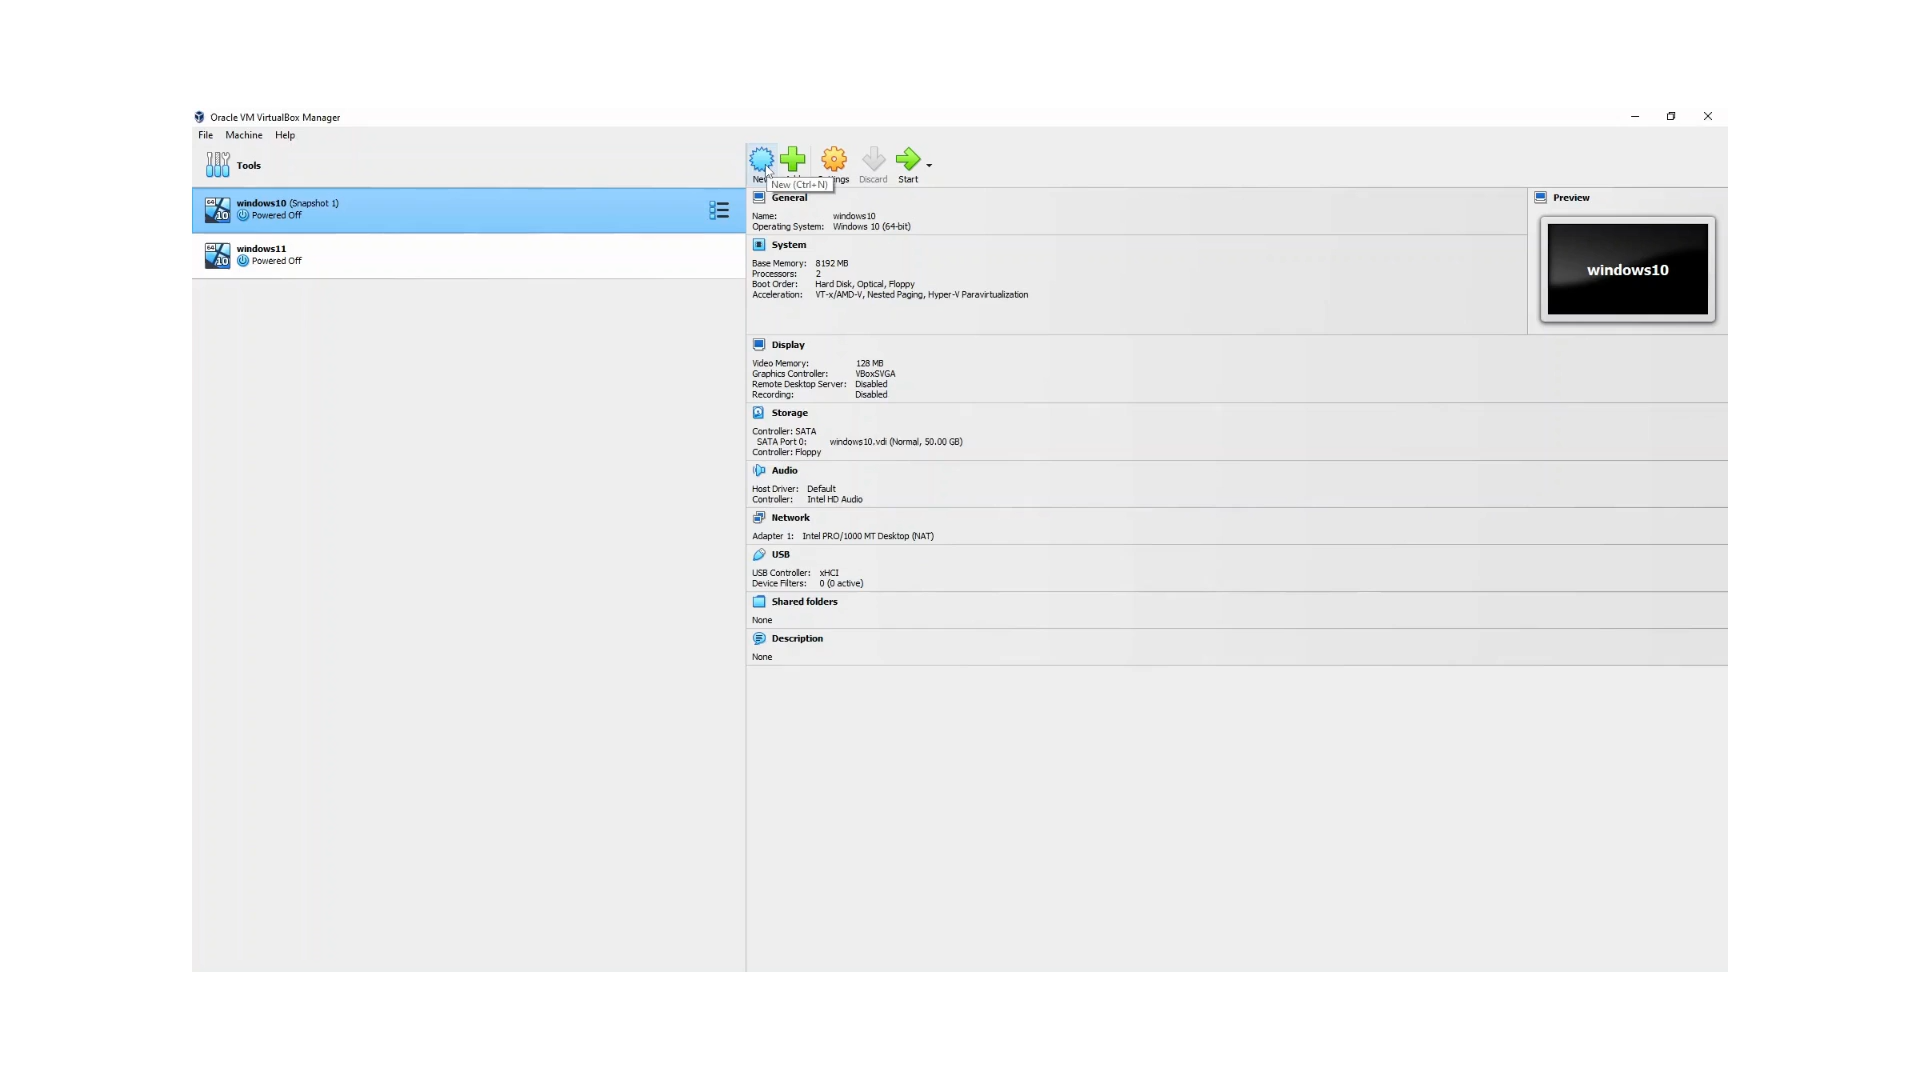 Oracle VM VirtualBox Manager
File Machine Help
Tools
New
Settings
Discard
Start
New (Ctrl+N)
windows10 (Snapshot 1)
Powered Off
windows11
Powered Off
General
Name: windows10
Operating System: Windows 10 (64-bit)
System
Base Memory: 8192 MB
Processors: 2
Boot Order: Hard Disk, Optical, Floppy
Acceleration: VT-x/AMD-V, Nested Paging, Hyper-V Paravirtualization
Preview
windows10
Display
Video Memory: 128 MB
Graphics Controller: VBoxSVGA
Remote Desktop Server: Disabled
Recording: Disabled
Storage
Controller: SATA
SATA Port 0: windows10.vdi (Normal, 50.00 GB)
Controller: Floppy
Audio
Host Driver: Default
Controller: Intel HD Audio
Network
Adapter 1: Intel PRO/1000 MT Desktop (NAT)
USB
USB Controller: xHCI
Device Filters: 0 (0 active)
Shared folders
None
Description
None